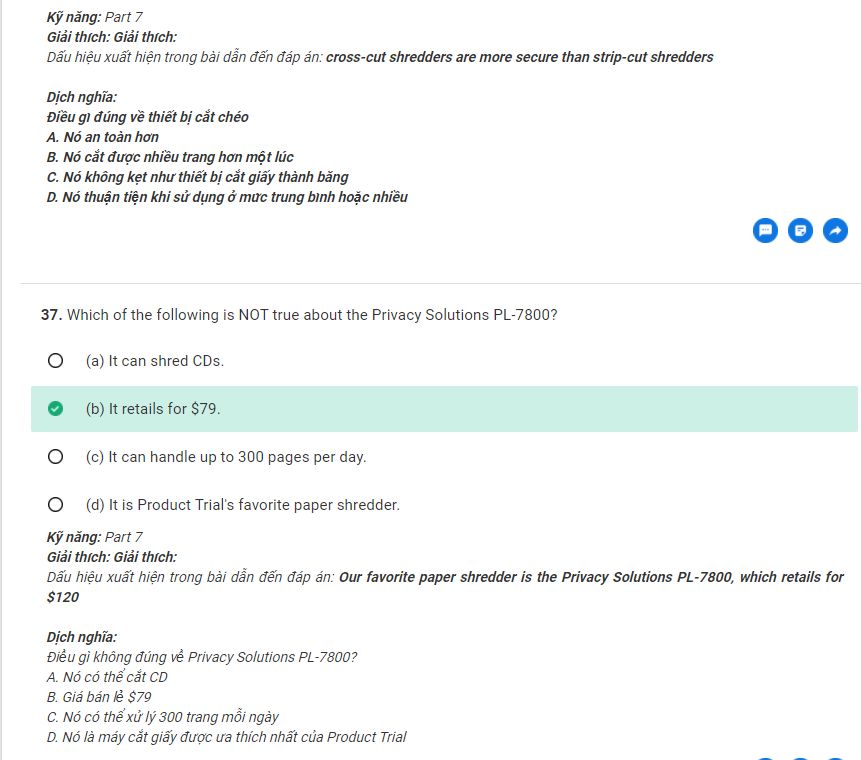 Kỹ năng: Part 7
Giải thích: Giải thích:
Dấu hiệu xuất hiện trong bài dẫn đến đáp án: cross-cut shredders are more secure than strip-cut shredders
Dịch nghĩa:
Điều gì đúng về thiết bị cắt chéo
A. Nó an toàn hơn
B. Nó cắt được nhiều trang hơn một lúc
C. Nó không kẹt như thiết bị cắt giấy thành băng
D. Nó thuận tiện khi sử dụng ở mức trung bình hoặc nhiều
37. Which of the following is NOT true about the Privacy Solutions PL-7800?
(a) It can shred CDs.
(b) It retails for $79.
(c) It can handle up to 300 pages per day.
(d) It is Product Trial's favorite paper shredder.
Kỹ năng: Part 7
Giải thích: Giải thích:
Dấu hiệu xuất hiện trong bài dẫn đến đáp án: Our favorite paper shredder is the Privacy Solutions PL-7800, which retails for
$120
Dịch nghĩa:
Điều gì không đúng về Privacy Solutions PL-7800?
A. Nó có thể cắt CD
B. Giá bán lẻ $79
C. Nó có thể xử lý 300 trang mỗi ngày
D. Nó là máy cắt giấy được ưa thích nhất của Product Trial